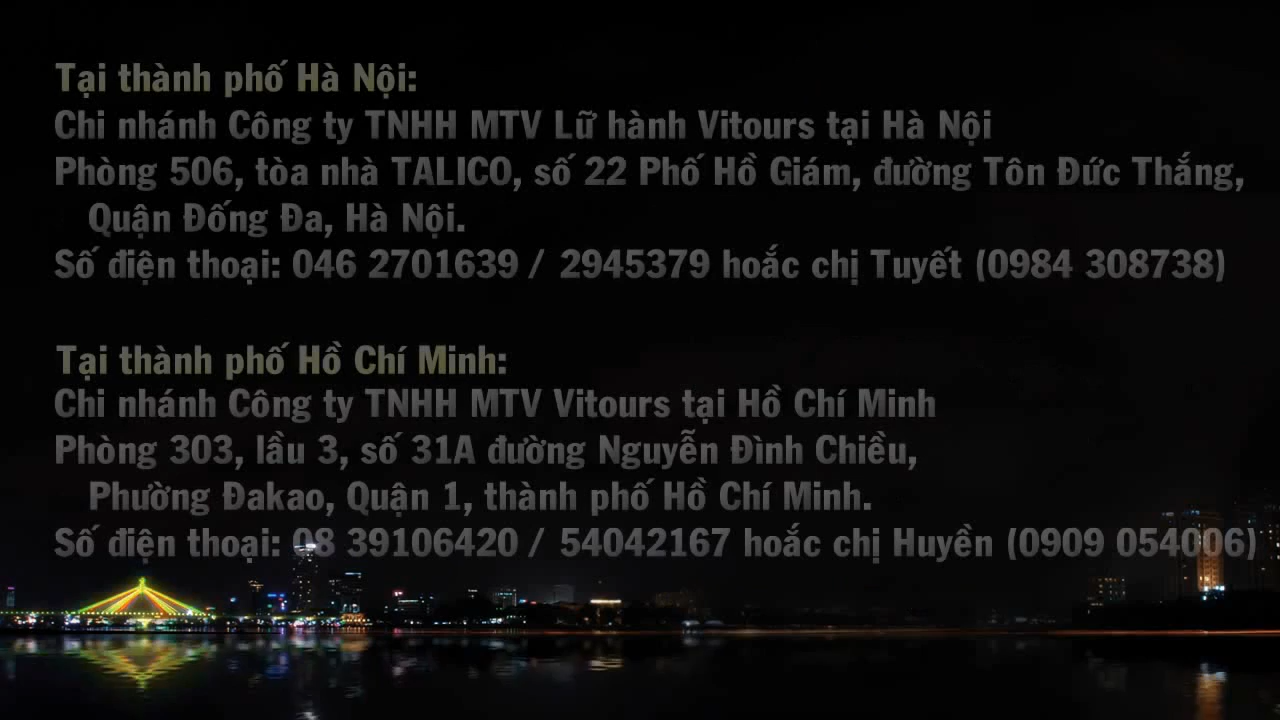 Tại thành phố Hà Nội:
Chi nhánh Công ty TNHH MTV Lữ hành Vitours tại Hà Nội
Phòng 506, tòa nhà TALICO, số 22 Phố Hồ Giám, đường Tôn Đức Thắng,
Quận Đống Đa, Hà Nội.
Số điện thoại: 046 2701639 / 2945379 hoắc chị Tuyết (0984 308738)
Tại thành phố Hồ Chí Minh:
Chi nhánh Công ty TNHH MTV Vitours tại Hồ Chí Minh
Phòng 303, lầu 3, số 31A đường Nguyễn Đình Chiều,
Phường Đakao, Quận 1, thành phố Hồ Chí Minh.
Số điện thoại: 08 39106420 / 54042167 hoắc chị Huyền (0909 054006)